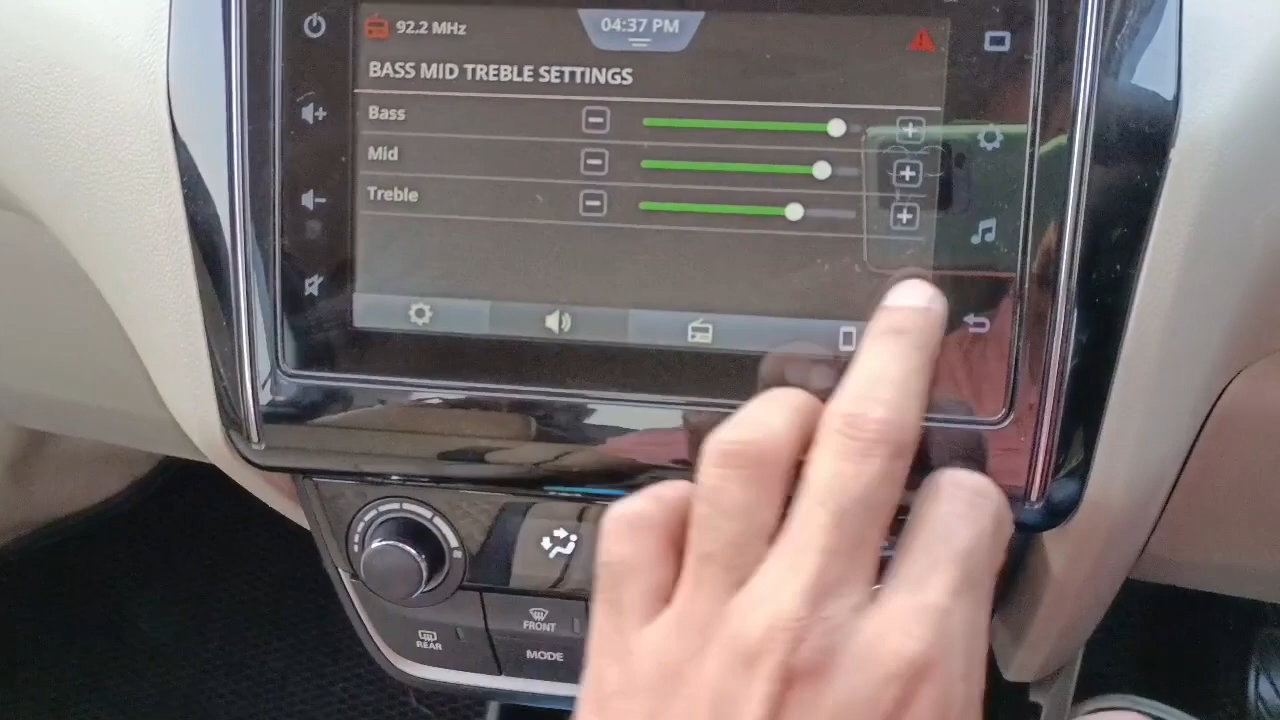 92.2 MHz
04:37 PM
BASS MID TREBLE SETTINGS
Bass
Mid
Treble
FRONT
REAR
MODE